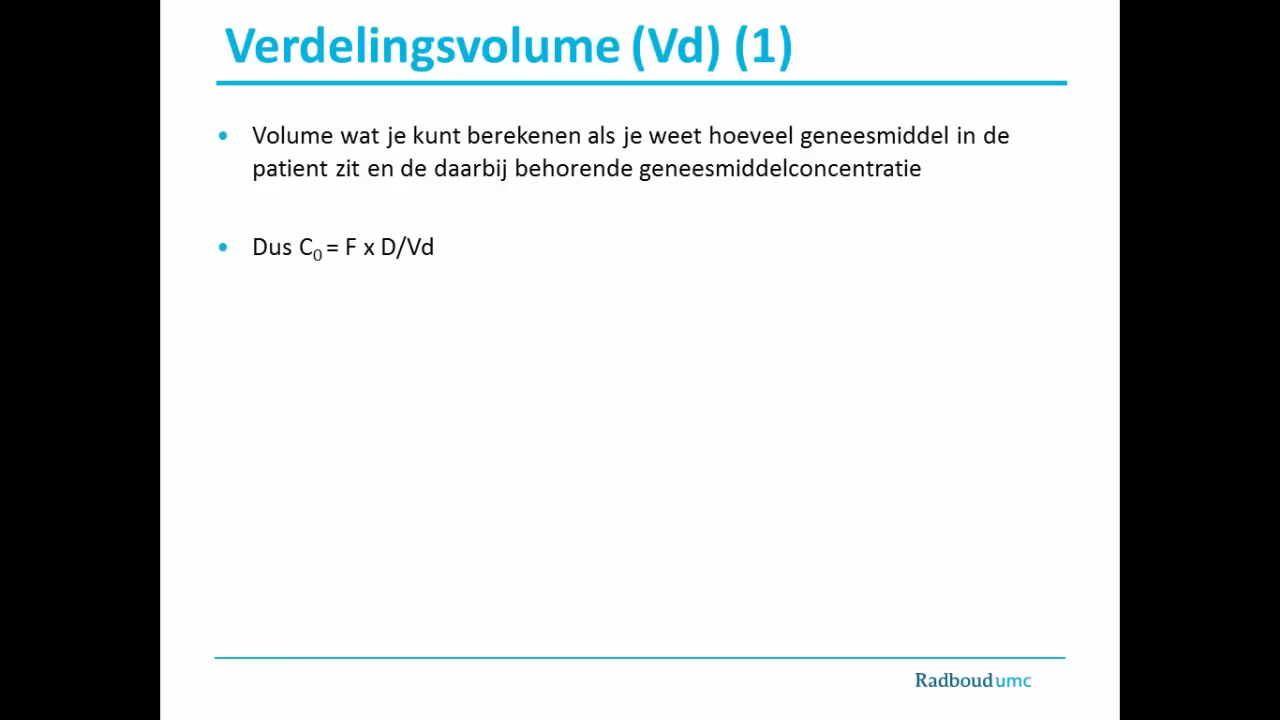 Verdelingsvolume (Vd) (1)
• Volume wat je kunt berekenen als je weet hoeveel geneesmiddel in de
patient zit en de daarbij behorende geneesmiddelconcentratie
• Dus C₀ = F x D/Vd
Radboudumc